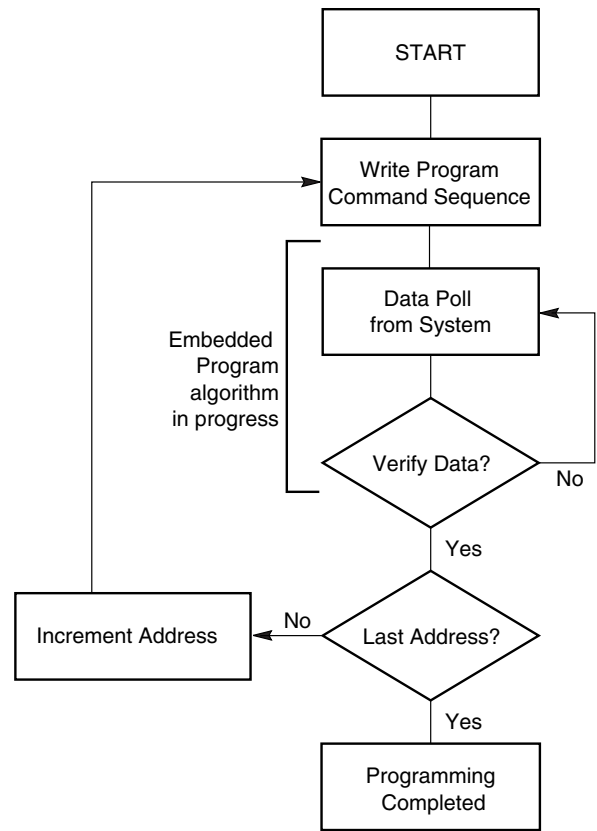 START
Write Program
Command Sequence
Data Poll
from System
Embedded
Program
algorithm
in progress
Verify Data?
No
Yes
No
Increment Address
Last Address?
Yes
Programming
Completed